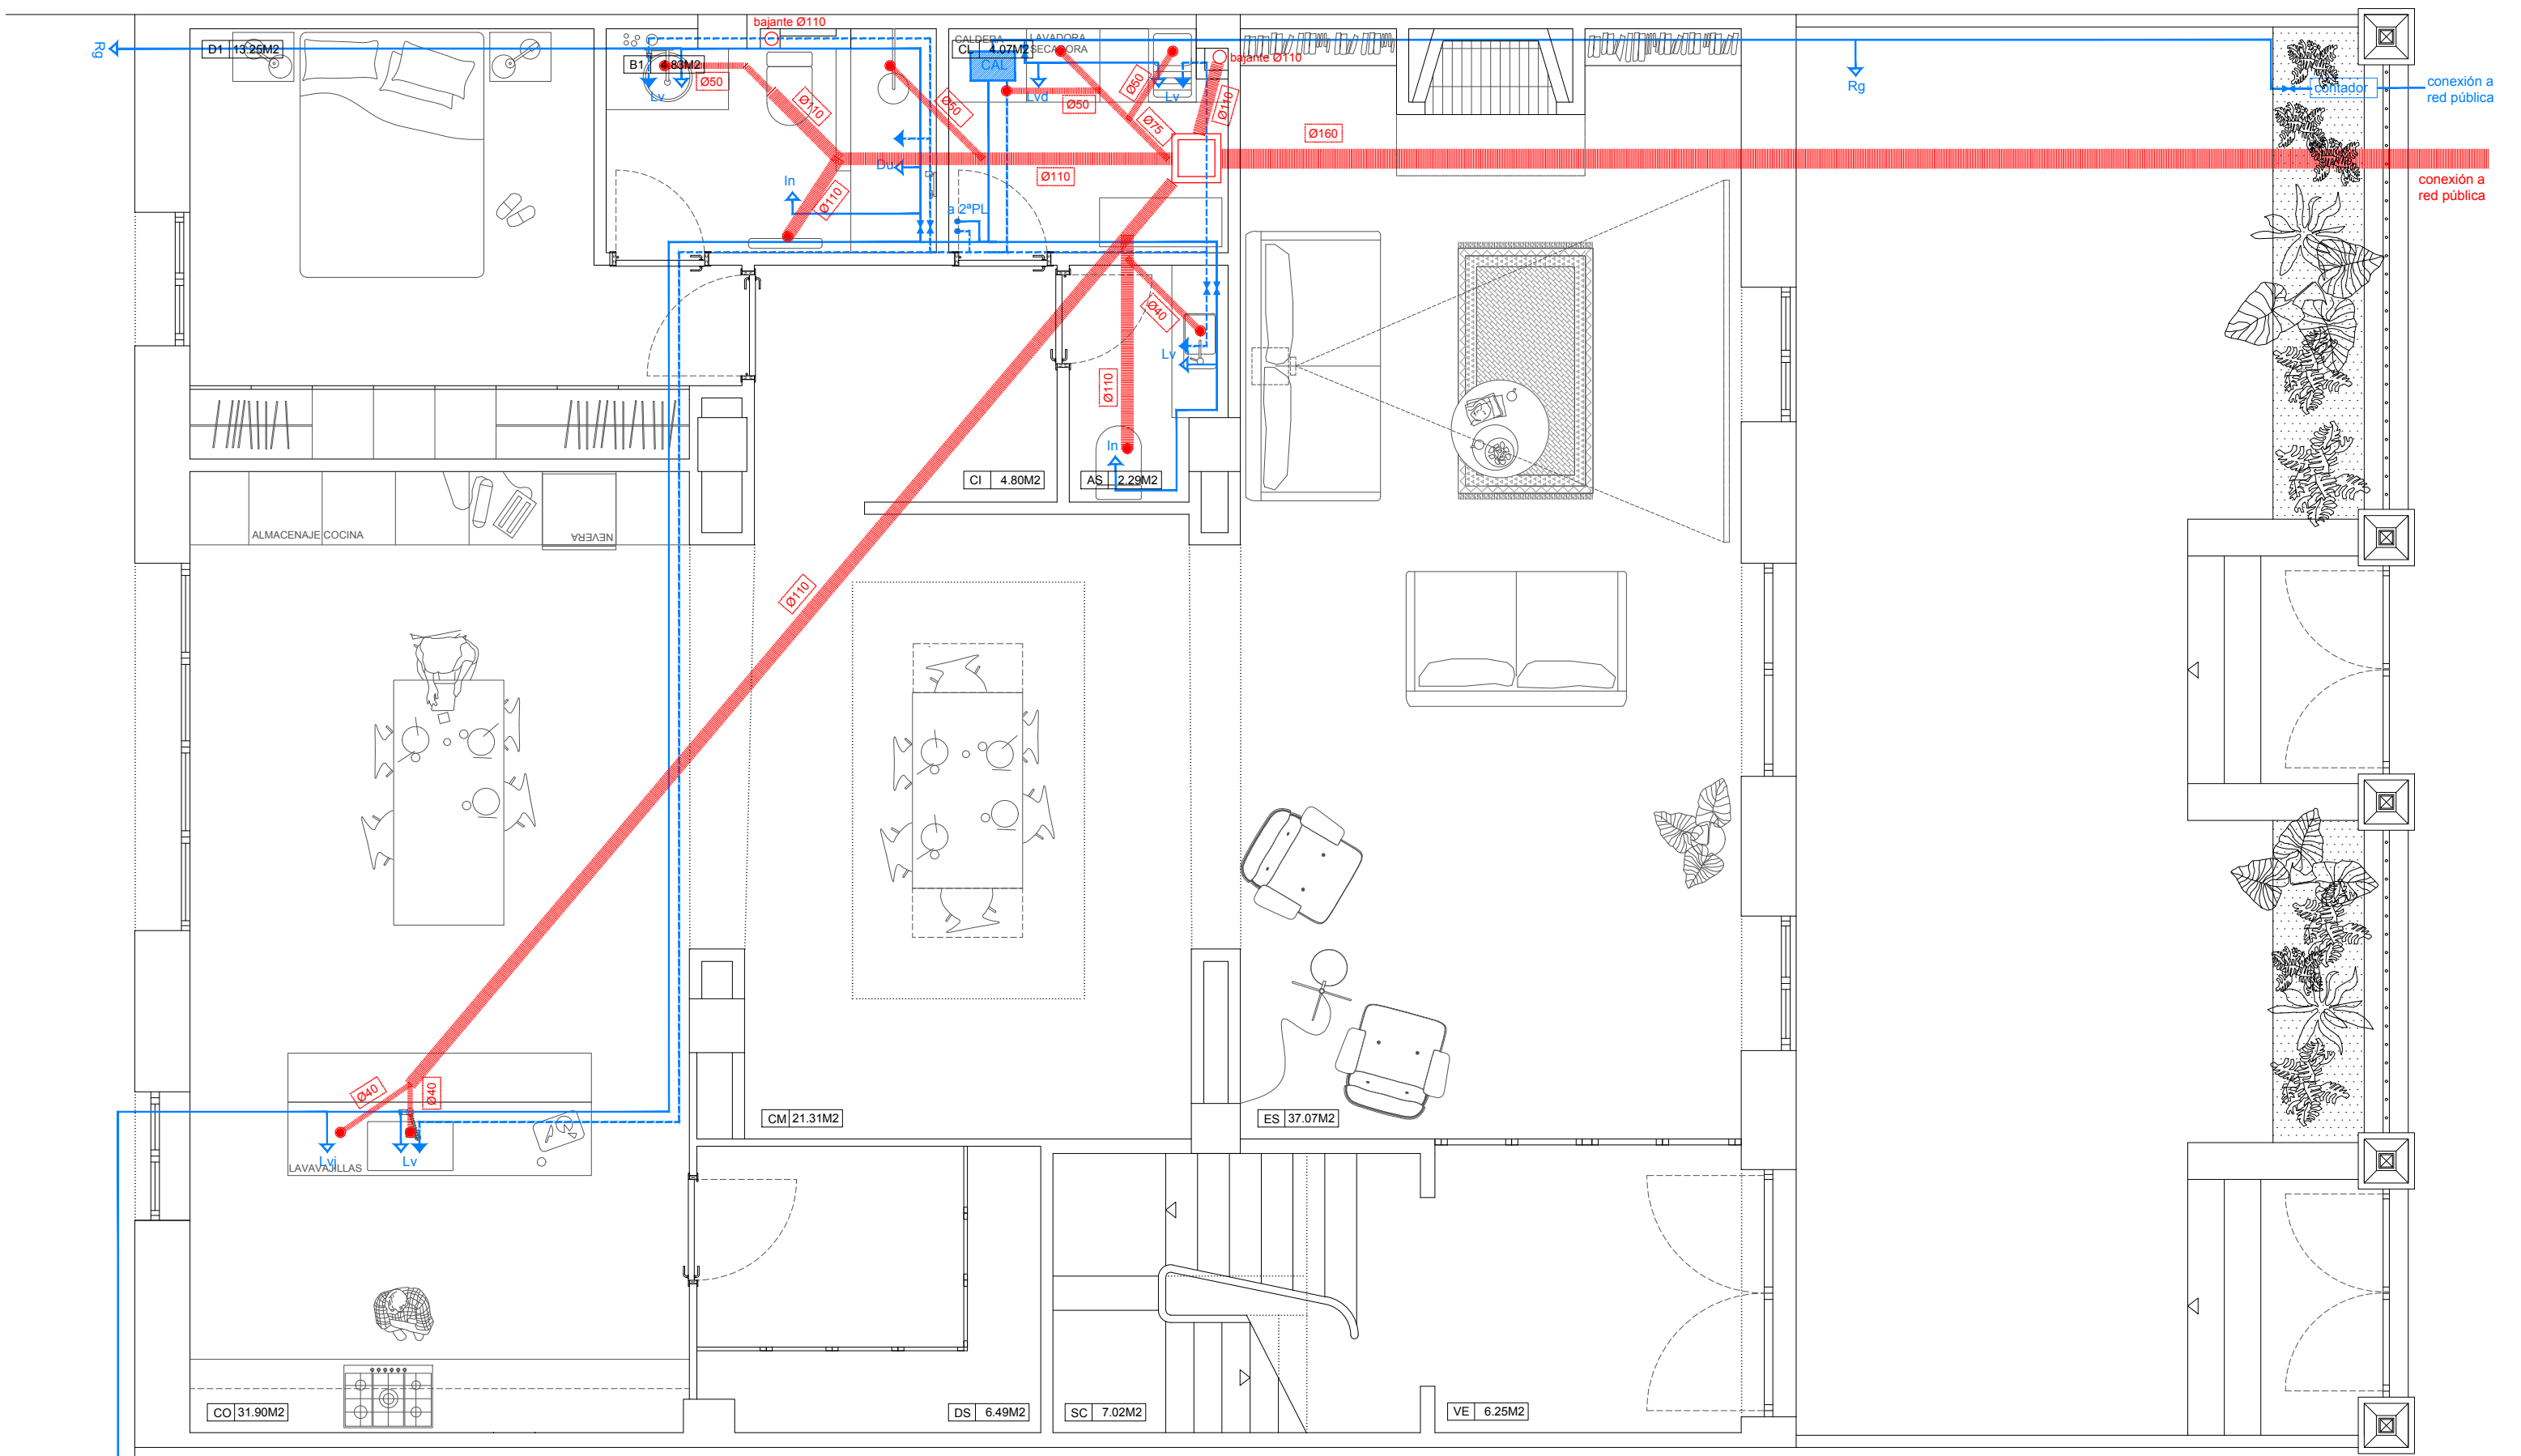 bajante Ø110
Rg
D1 13.25M2
B1 4.83M2
Lv
Ø50
Ø110
Ø50
CALDERA
CL 4.07M2
LAVADORA
SECADORA
CAL
Lvd
Ø50
Ø50
Lv
bajante Ø110
Ø110
Ø75
Ø160
Rg
contador
conexión a
red pública
conexión a
red pública
Du
In
Ø110
Ø110
a 2ªPL
Ø40
Lv
Ø110
In
CI 4.80M2
AS 2.29M2
ALMACENAJE COCINA
NEVERA
Ø110
Ø40
Ø40
Lvj
Lv
LAVAVAJILLAS
CM 21.31M2
ES 37.07M2
CO 31.90M2
DS 6.49M2
SC 7.02M2
VE 6.25M2